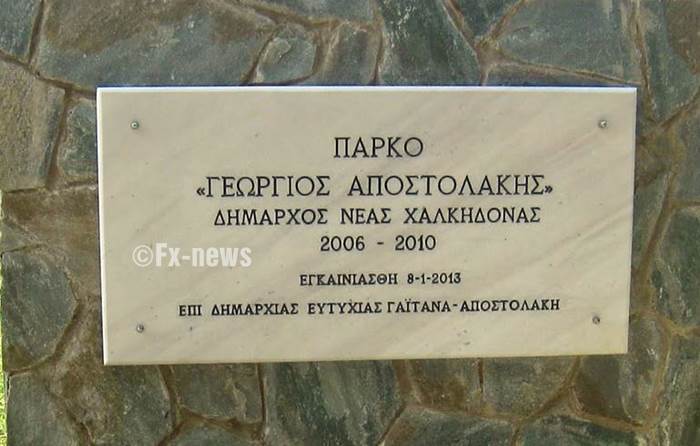 ΠΑΡΚΟ
«ΓΕΩΡΓΙΟΣ ΑΠΟΣΤΟΛΑΚΗΣ»
ΔΗΜΑΡΧΟΣ ΝΕΑΣ ΧΑΛΚΗΔΟΝΑΣ
2006 - 2010
©Fx-news
ΕΓΚΑΙΝΙΑΣΘΗ 8-1-2013
ΕΠΙ ΔΗΜΑΡΧΙΑΣ ΕΥΤΥΧΙΑΣ ΓΑΪΤΑΝΑ-ΑΠΟΣΤΟΛΑΚΗ